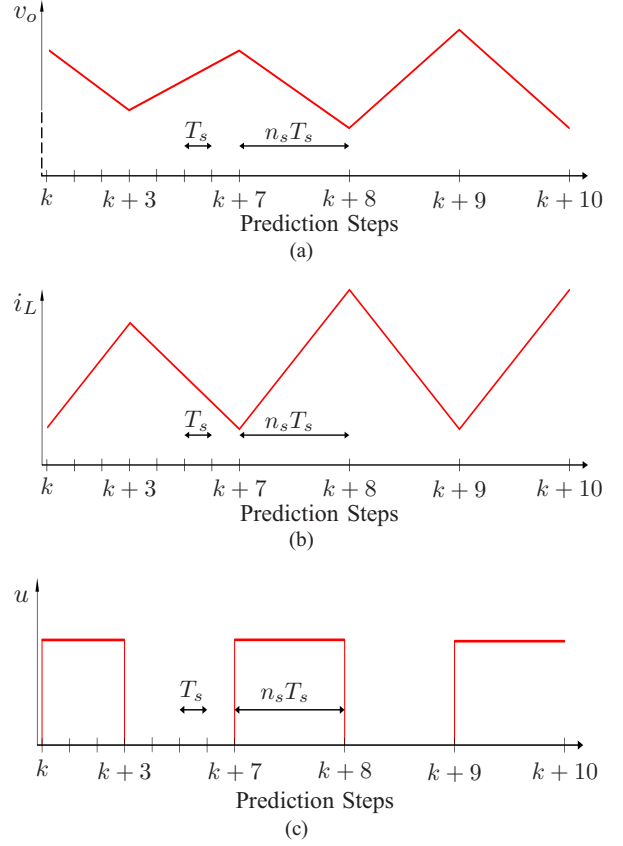 v_o
T_s
n_sT_s
k k + 3 k + 7 k + 8 k + 9 k + 10
Prediction Steps
(a)
i_L
T_s
n_sT_s
k k + 3 k + 7 k + 8 k + 9 k + 10
Prediction Steps
(b)
u
T_s
n_sT_s
k k + 3 k + 7 k + 8 k + 9 k + 10
Prediction Steps
(c)